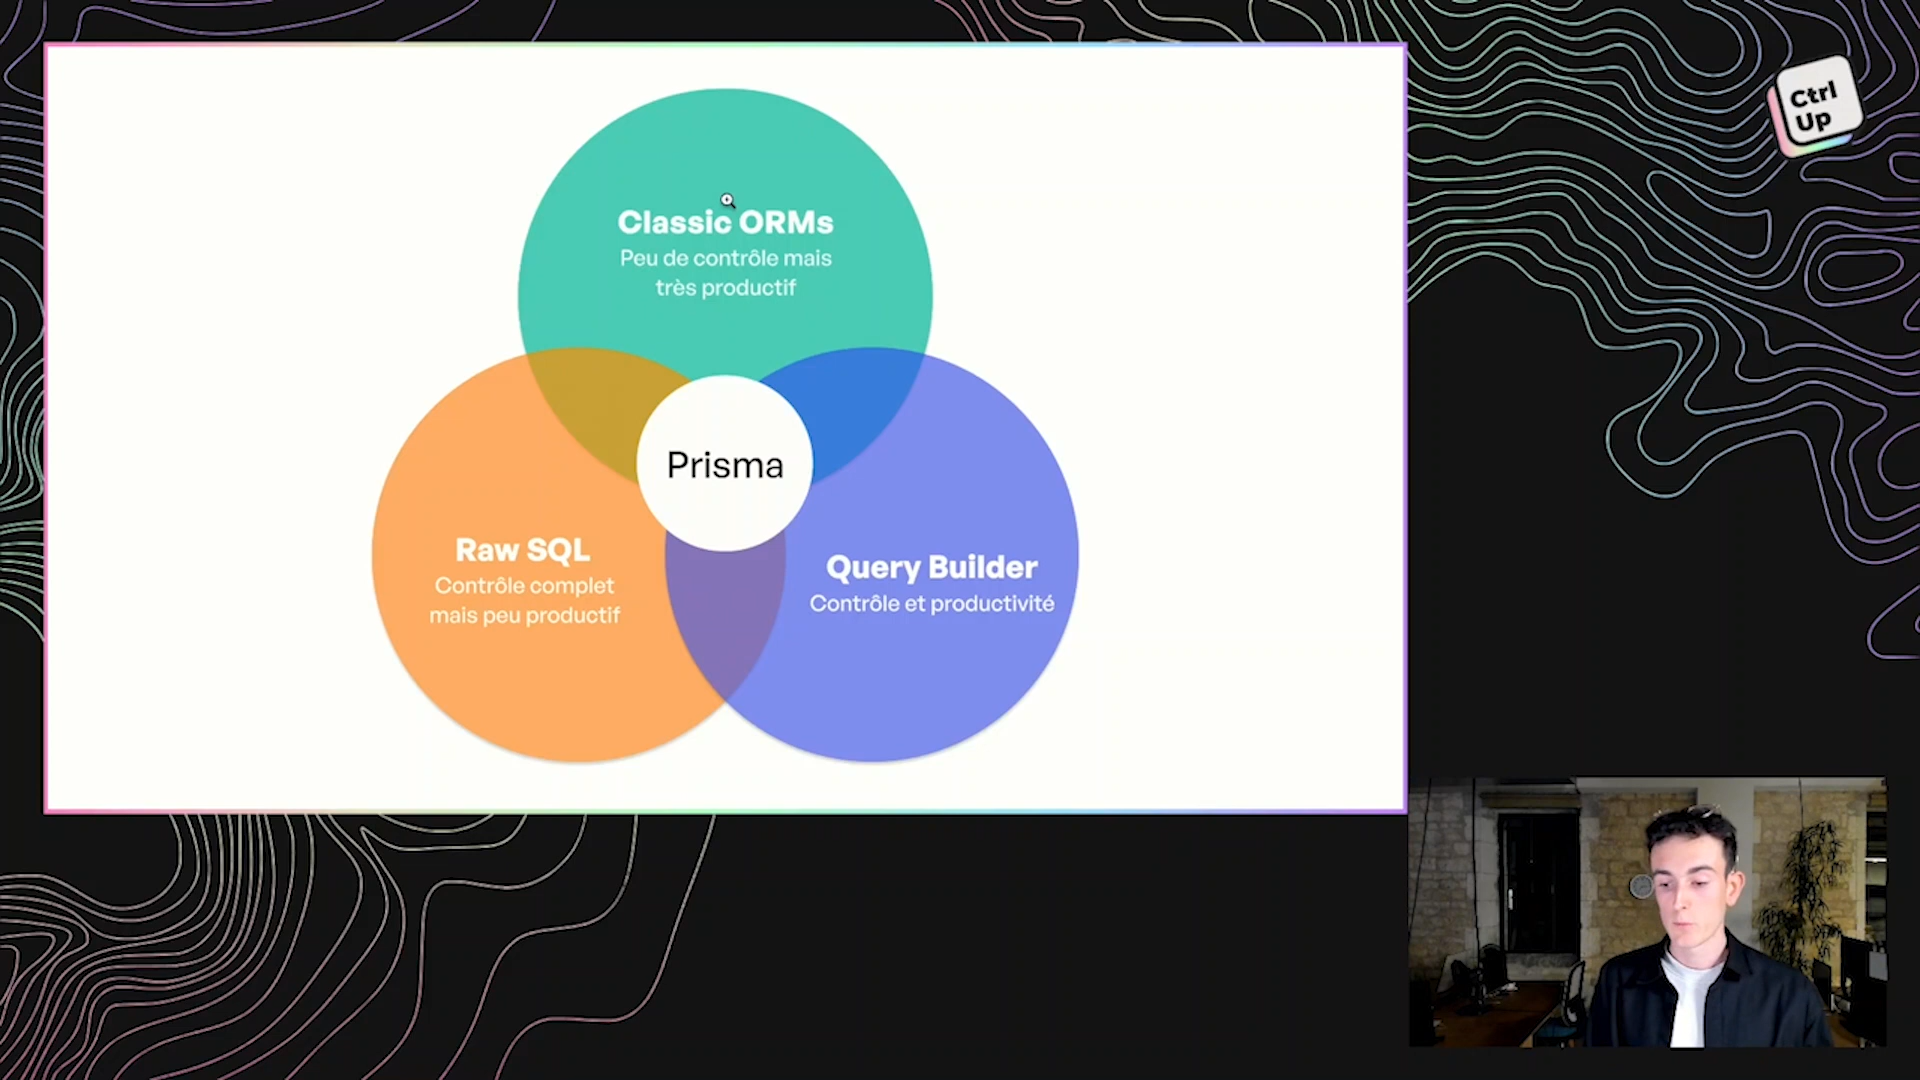 Ctrl
Up
Classic ORMs
Peu de contrôle mais
très productif
Prisma
Raw SQL
Contrôle complet
mais peu productif
Query Builder
Contrôle et productivité